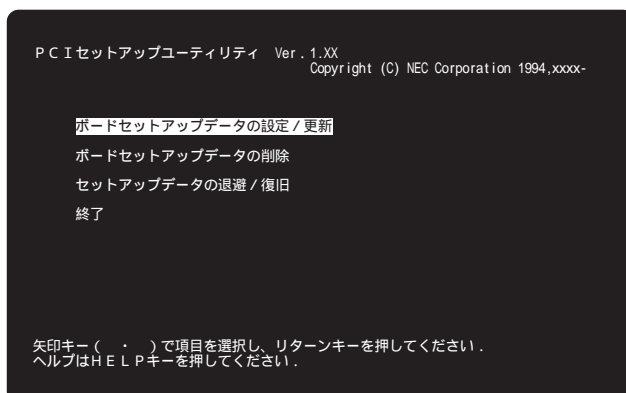 ＰＣＩセットアップユーティリティ Ver．1.XX
Copyright (C) NEC Corporation 1994,xxxx-
ボードセットアップデータの設定／更新
ボードセットアップデータの削除
セットアップデータの退避／復旧
終了
矢印キー（　・　）で項目を選択し、リターンキーを押してください．
ヘルプはＨＥＬＰキーを押してください．